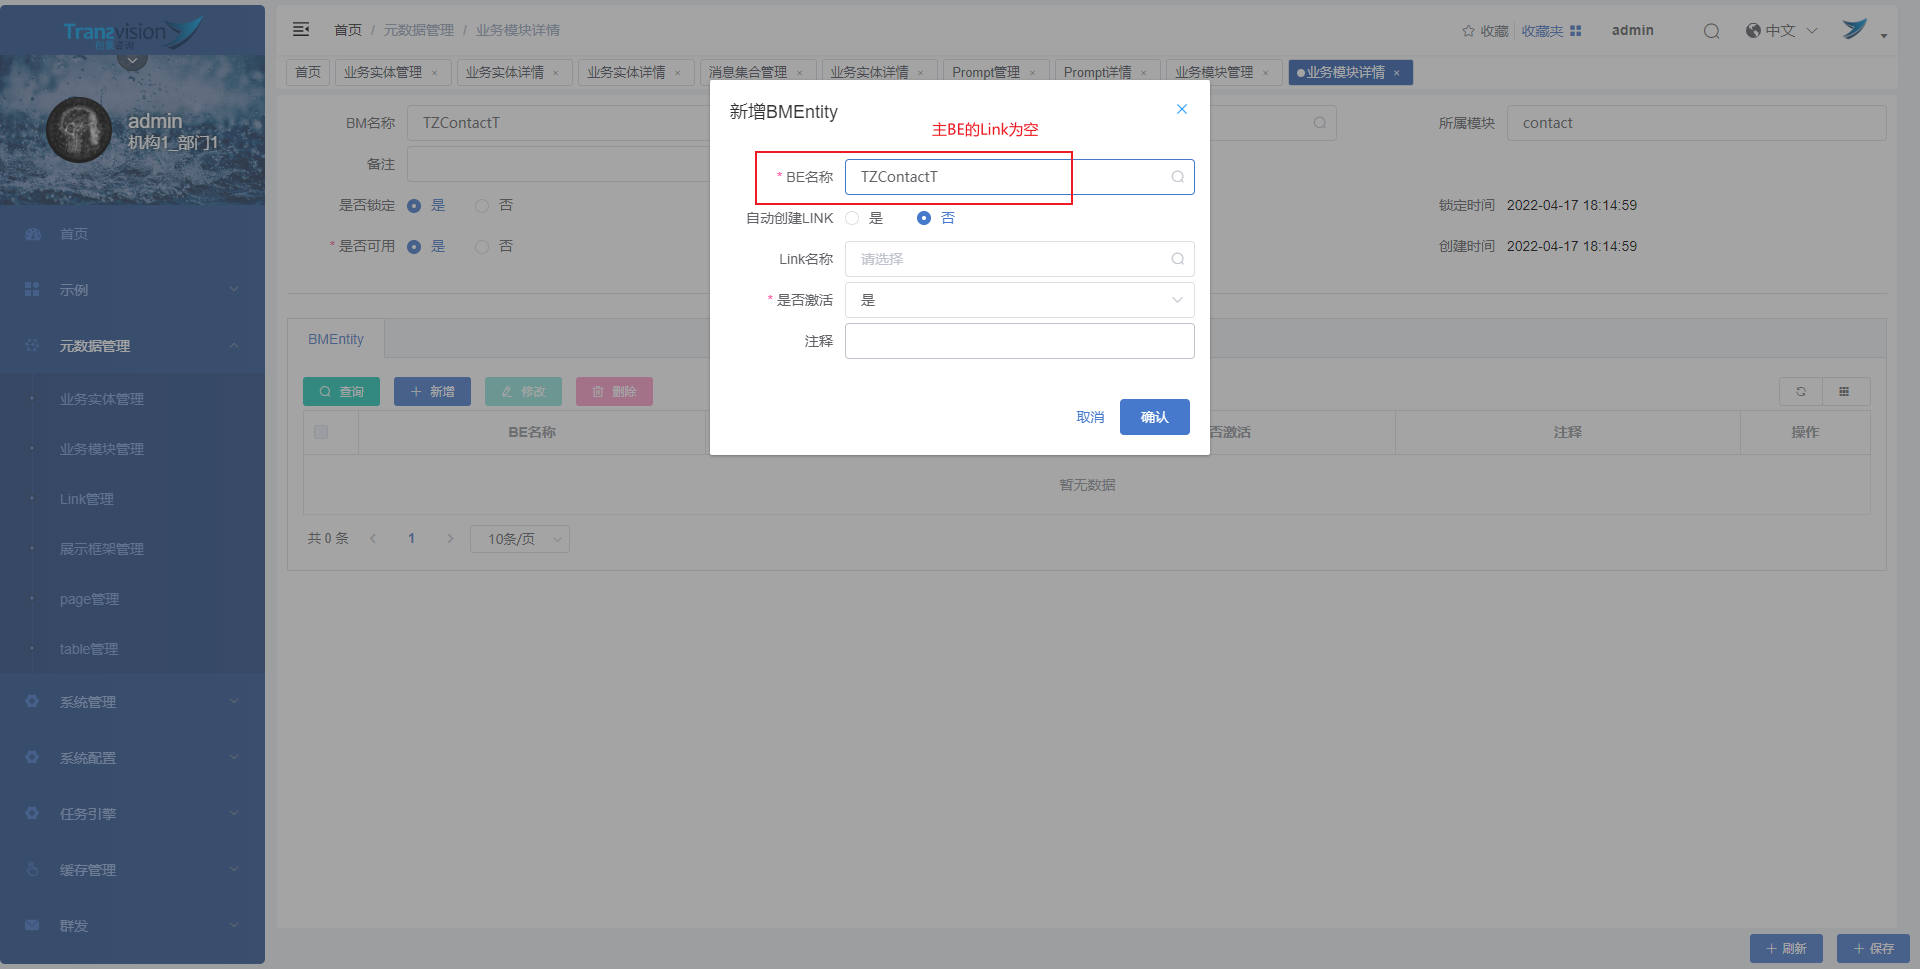 Tranzvision
创景咨询
admin
机构1_部门1
首页
示例
元数据管理
业务实体管理
业务模块管理
Link管理
展示框架管理
page管理
table管理
系统管理
系统配置
任务引擎
缓存管理
群发
首页 / 元数据管理 / 业务模块详情
收藏 收藏夹 admin 中文
首页 业务实体管理 × 业务实体详情 × 业务实体详情 × 消息集合管理 × 业务实体详情 × Prompt管理 × Prompt详情 × 业务模块管理 × 业务模块详情 ×
BM名称 TZContactT
所属模块 contact
备注
是否锁定 是 否
锁定时间 2022-04-17 18:14:59
* 是否可用 是 否
创建时间 2022-04-17 18:14:59
BMEntity
查询 + 新增 修改 删除
BE名称 否激活 注释 操作
暂无数据
共 0 条 < 1 > 10条/页
新增BMEntity
主BE的Link为空
* BE名称 TZContactT
自动创建LINK 是 否
Link名称 请选择
* 是否激活 是
注释
取消 确认
+ 刷新 + 保存